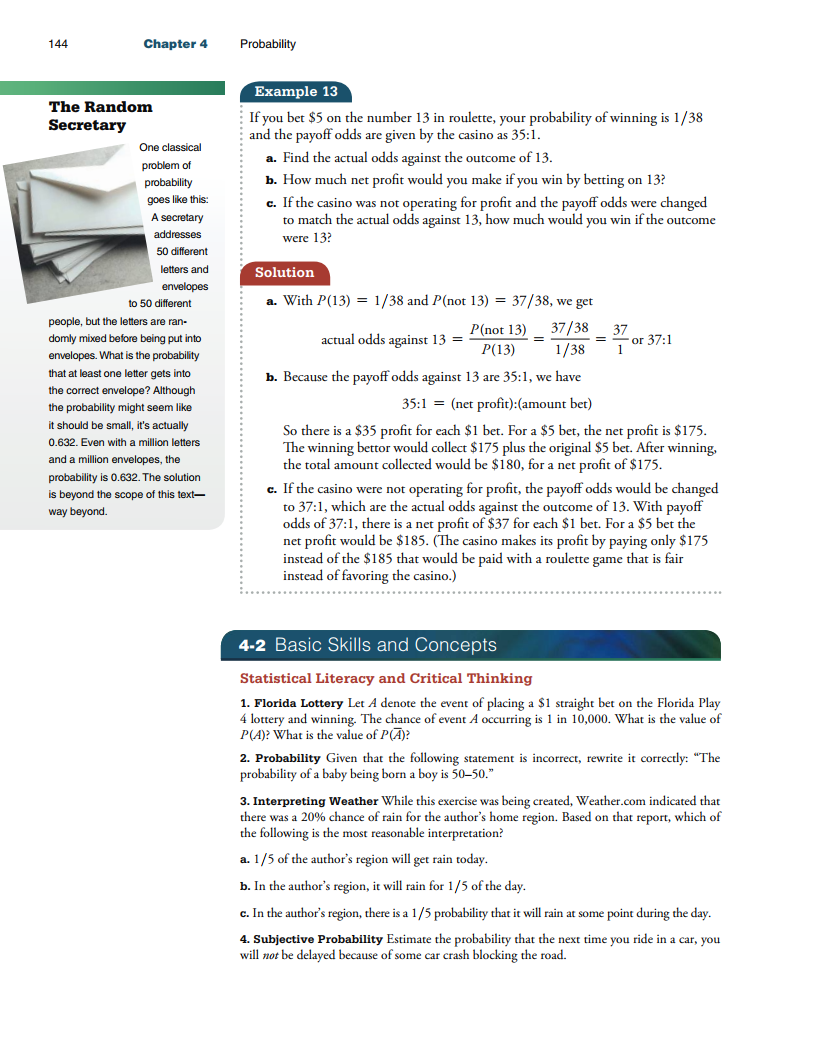 144 Chapter 4 Probability
The Random
Secretary
One classical
problem of
probability
goes like this:
A secretary
addresses
50 different
letters and
envelopes
to 50 different
people, but the letters are ran-
domly mixed before being put into
envelopes. What is the probability
that at least one letter gets into
the correct envelope? Although
the probability might seem like
it should be small, it's actually
0.632. Even with a million letters
and a million envelopes, the
probability is 0.632. The solution
is beyond the scope of this text—
way beyond.
Example 13
If you bet $5 on the number 13 in roulette, your probability of winning is 1/38
and the payoff odds are given by the casino as 35:1.
a. Find the actual odds against the outcome of 13.
b. How much net profit would you make if you win by betting on 13?
c. If the casino was not operating for profit and the payoff odds were changed
to match the actual odds against 13, how much would you win if the outcome
were 13?
Solution
a. With P(13) = 1/38 and P(not 13) = 37/38, we get
actual odds against 13 = P(not 13)/P(13) = 37/38 / 1/38 = 37/1 or 37:1
b. Because the payoff odds against 13 are 35:1, we have
35:1 = (net profit):(amount bet)
So there is a $35 profit for each $1 bet. For a $5 bet, the net profit is $175.
The winning bettor would collect $175 plus the original $5 bet. After winning,
the total amount collected would be $180, for a net profit of $175.
c. If the casino were not operating for profit, the payoff odds would be changed
to 37:1, which are the actual odds against the outcome of 13. With payoff
odds of 37:1, there is a net profit of $37 for each $1 bet. For a $5 bet the
net profit would be $185. (The casino makes its profit by paying only $175
instead of the $185 that would be paid with a roulette game that is fair
instead of favoring the casino.)
4-2 Basic Skills and Concepts
Statistical Literacy and Critical Thinking
1. Florida Lottery Let A denote the event of placing a $1 straight bet on the Florida Play
4 lottery and winning. The chance of event A occurring is 1 in 10,000. What is the value of
P(A)? What is the value of P(A̅)?
2. Probability Given that the following statement is incorrect, rewrite it correctly: “The
probability of a baby being born a boy is 50–50.”
3. Interpreting Weather While this exercise was being created, Weather.com indicated that
there was a 20% chance of rain for the author's home region. Based on that report, which of
the following is the most reasonable interpretation?
a. 1/5 of the author's region will get rain today.
b. In the author's region, it will rain for 1/5 of the day.
c. In the author's region, there is a 1/5 probability that it will rain at some point during the day.
4. Subjective Probability Estimate the probability that the next time you ride in a car, you
will not be delayed because of some car crash blocking the road.